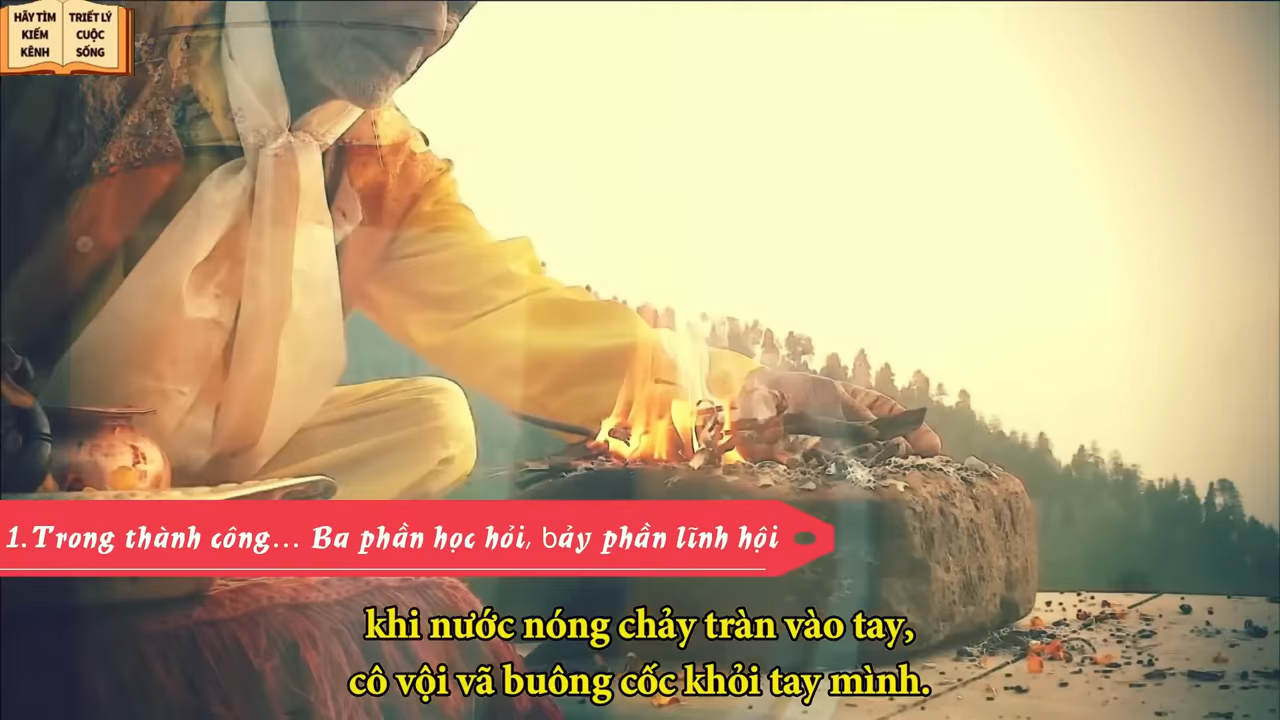 HÃY TÌM
KIẾM
KÊNH
TRIẾT LÝ
CUỘC
SỐNG
1.Trong thành công... Ba phần học hỏi, bảy phần lĩnh hội
khi nước nóng chảy tràn vào tay,
cô vội vã buông cốc khỏi tay mình.